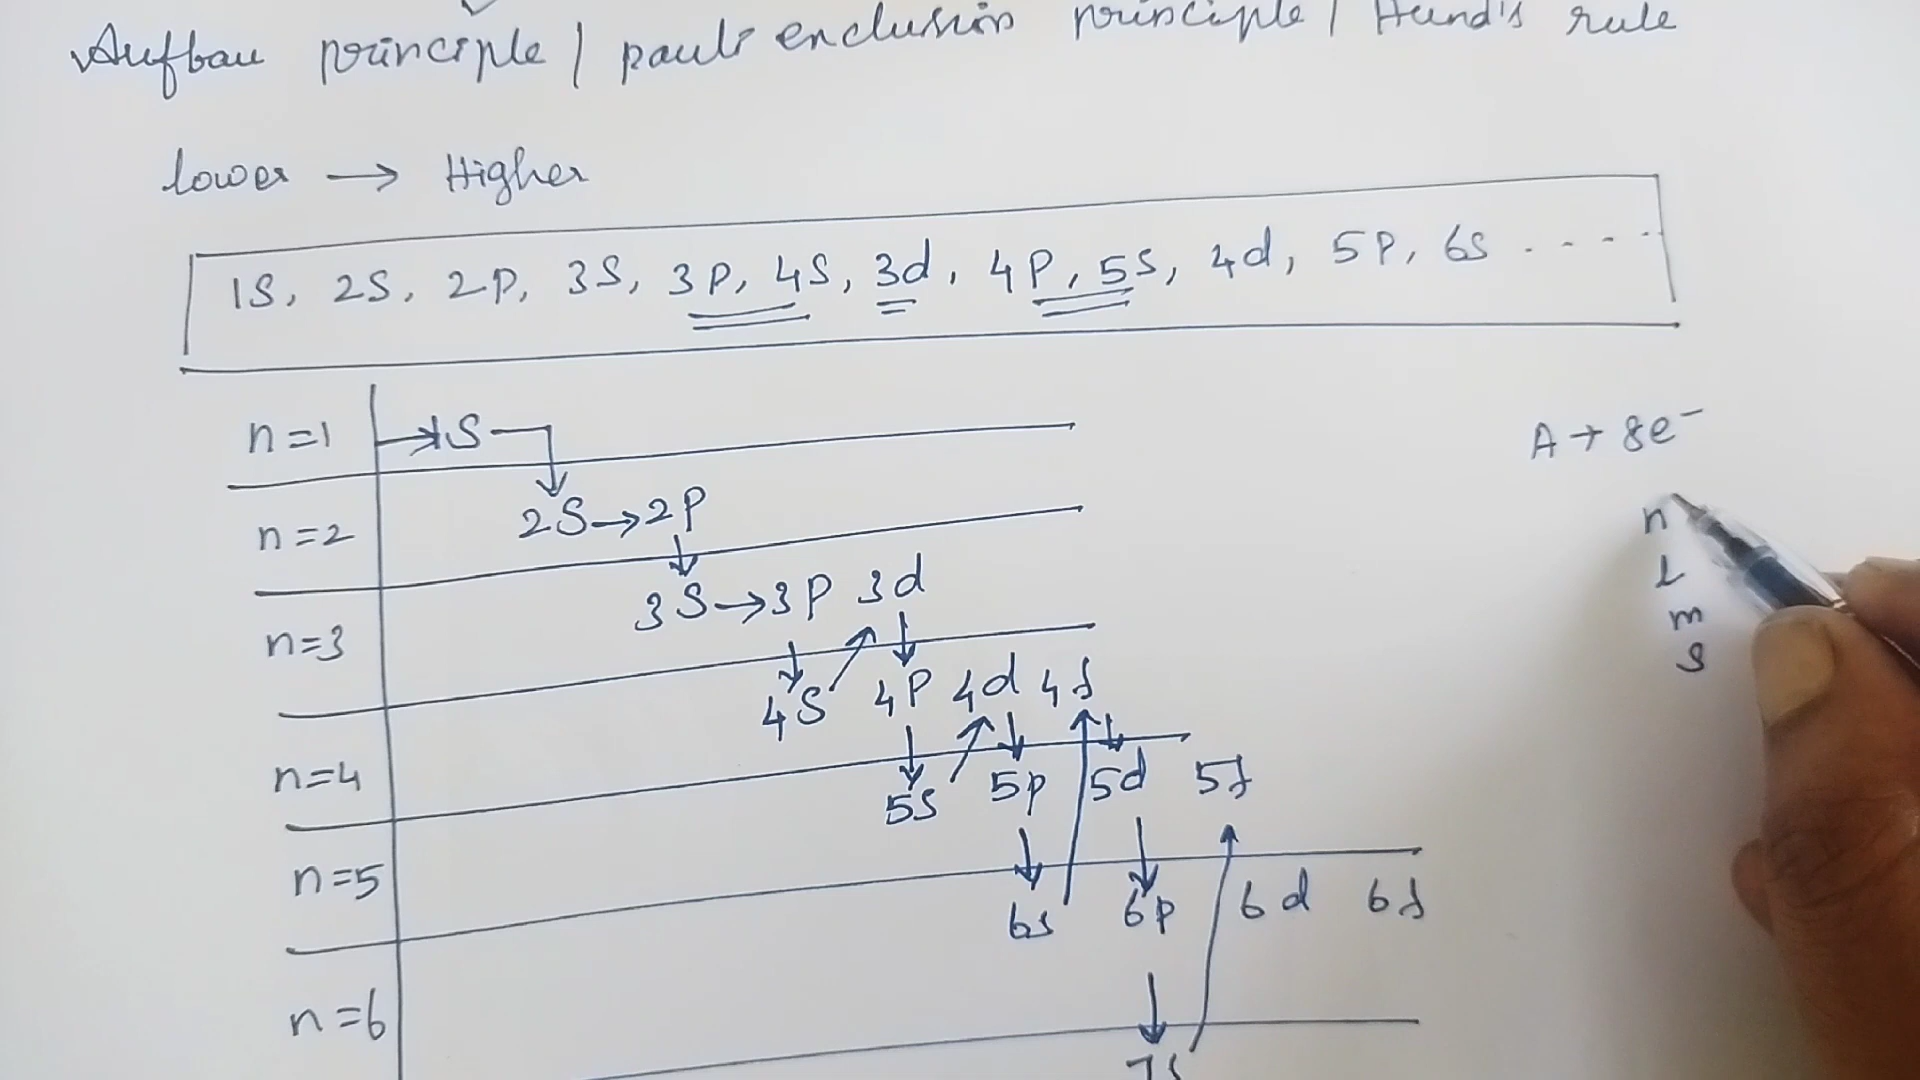 Aufbau principle / pauli exclusion principle / Hund's rule
lower → Higher
1S, 2S, 2P, 3S, 3P, 4S, 3d, 4P, 5S, 4d, 5P, 6S ·····
n=1 1S
n=2 2S→2P
n=3 3S→3P 3d
4S 4P 4d 4f
n=4
5S 5p 5d 5f
n=5
6s 6p 6d 6f
n=6
7s
A → 8e⁻
n
l
m
s